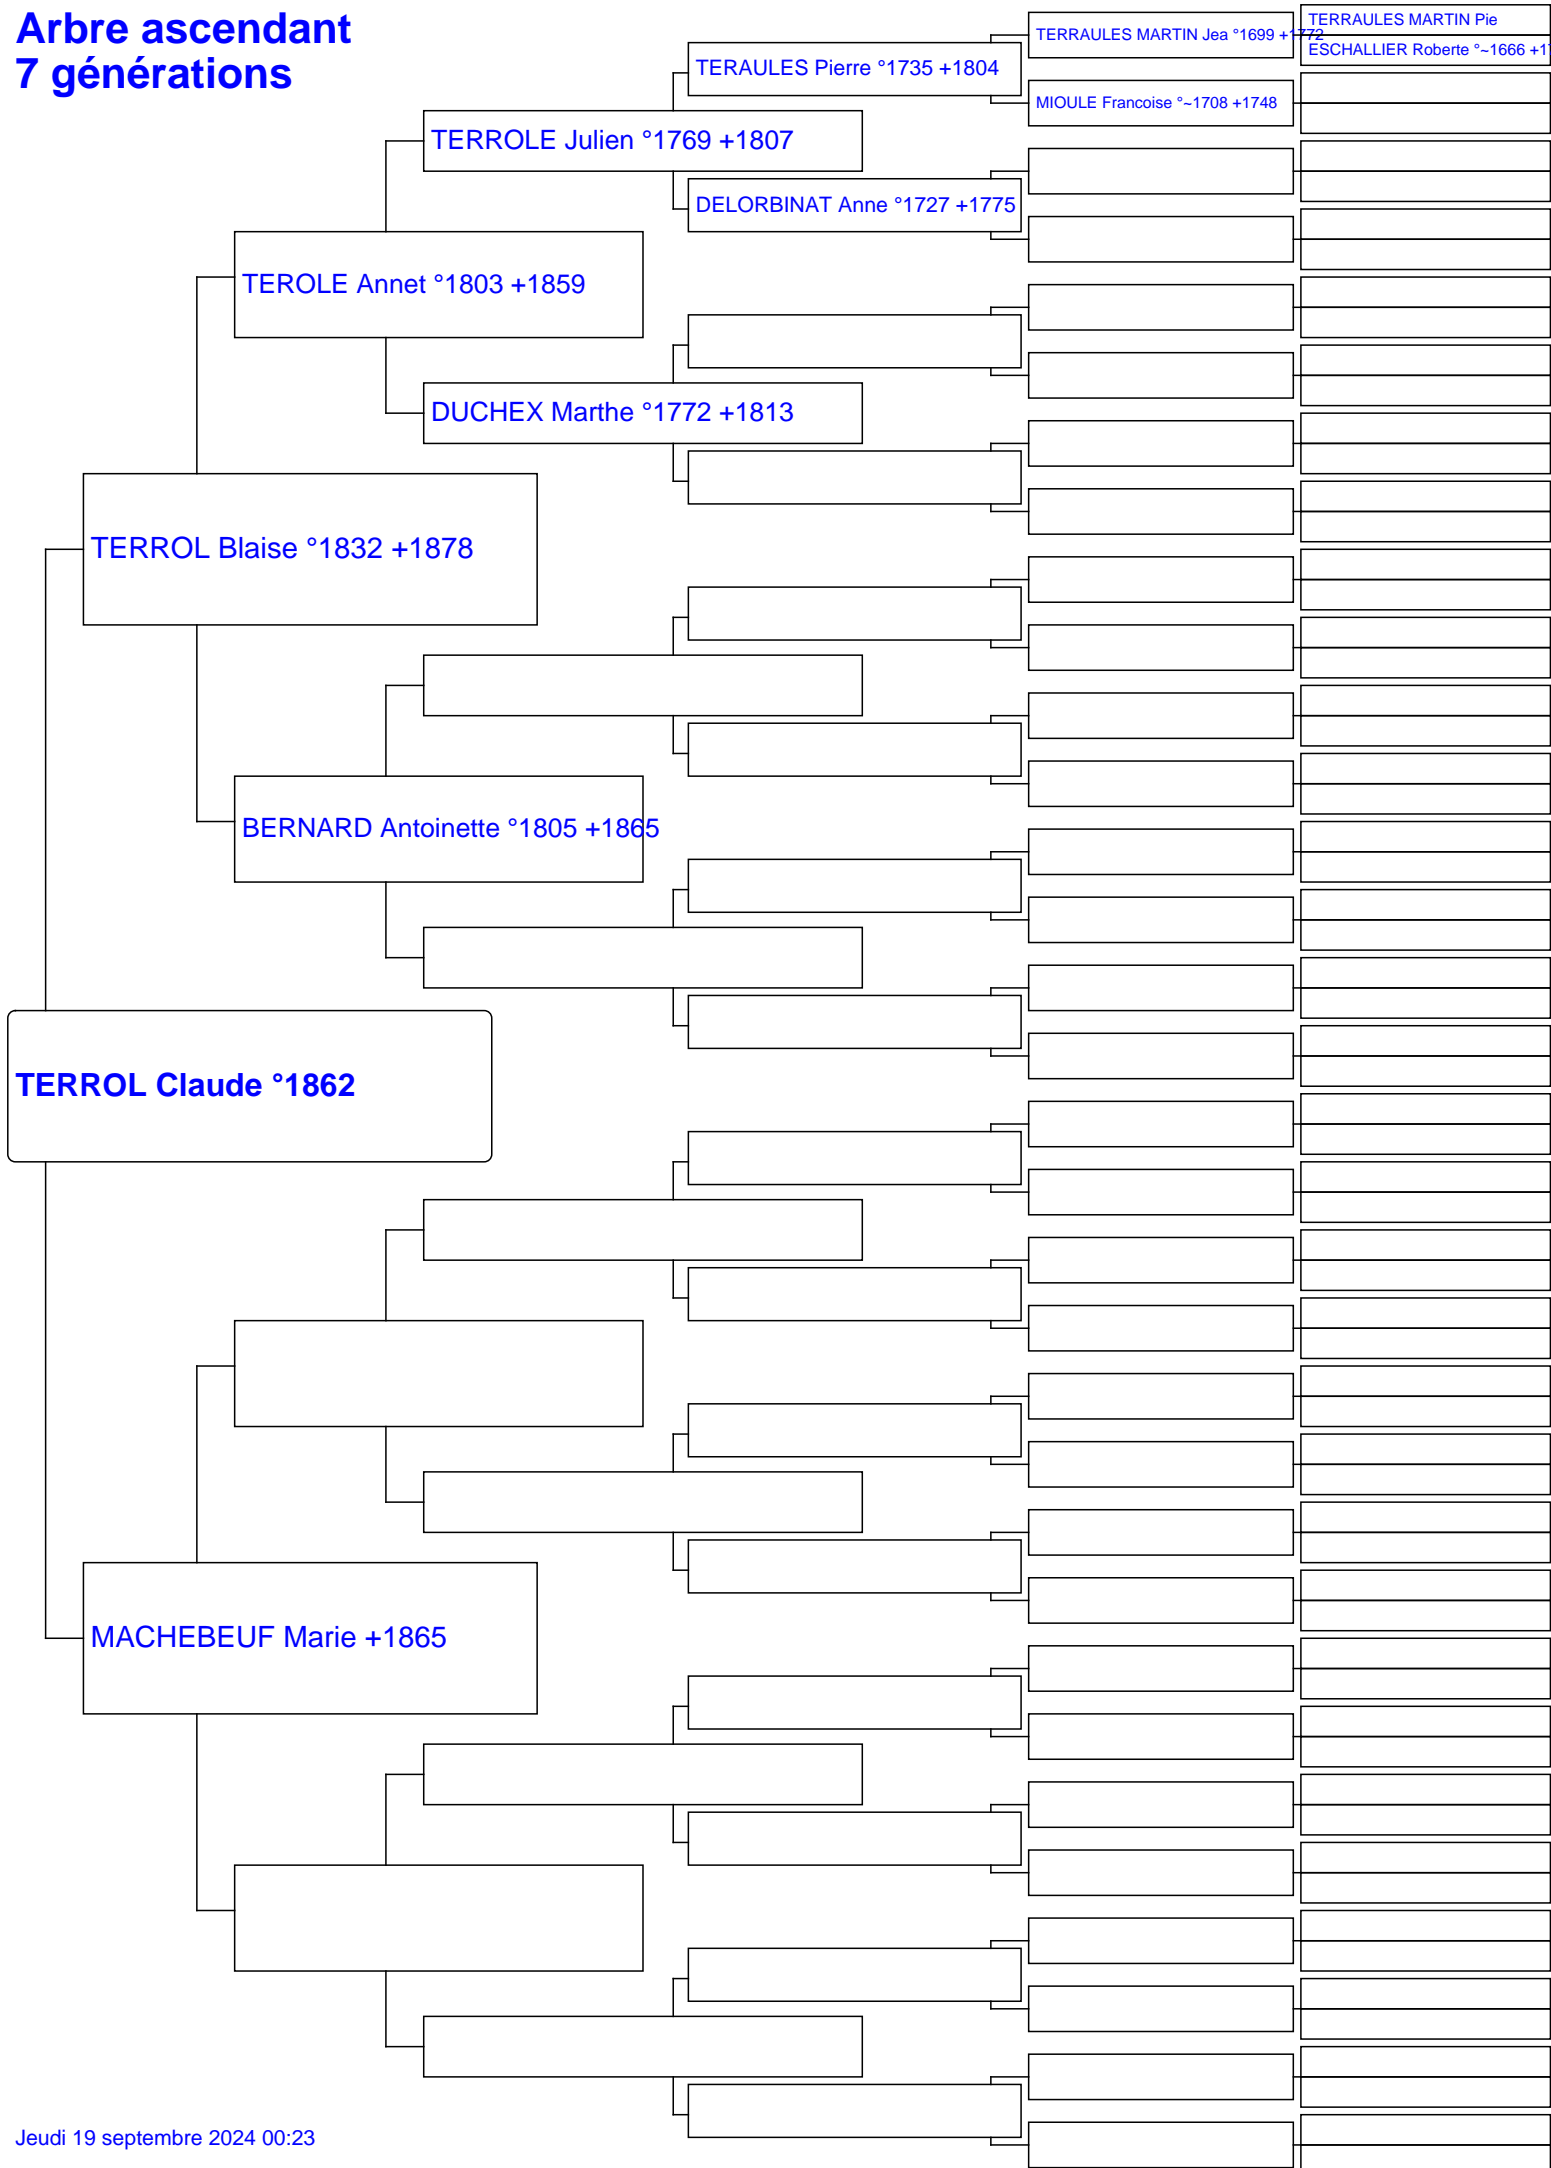 Arbre ascendant
7 générations
TERRAULES MARTIN Jea °1699 +1772
TERRAULES MARTIN Pie
ESCHALLIER Roberte °~1666 +1
TERAULES Pierre °1735 +1804
MIOULE Francoise °~1708 +1748
TERROLE Julien °1769 +1807
DELORBINAT Anne °1727 +1775
TEROLE Annet °1803 +1859
DUCHEX Marthe °1772 +1813
TERROL Blaise °1832 +1878
BERNARD Antoinette °1805 +1865
TERROL Claude °1862
MACHEBEUF Marie +1865
Jeudi 19 septembre 2024 00:23